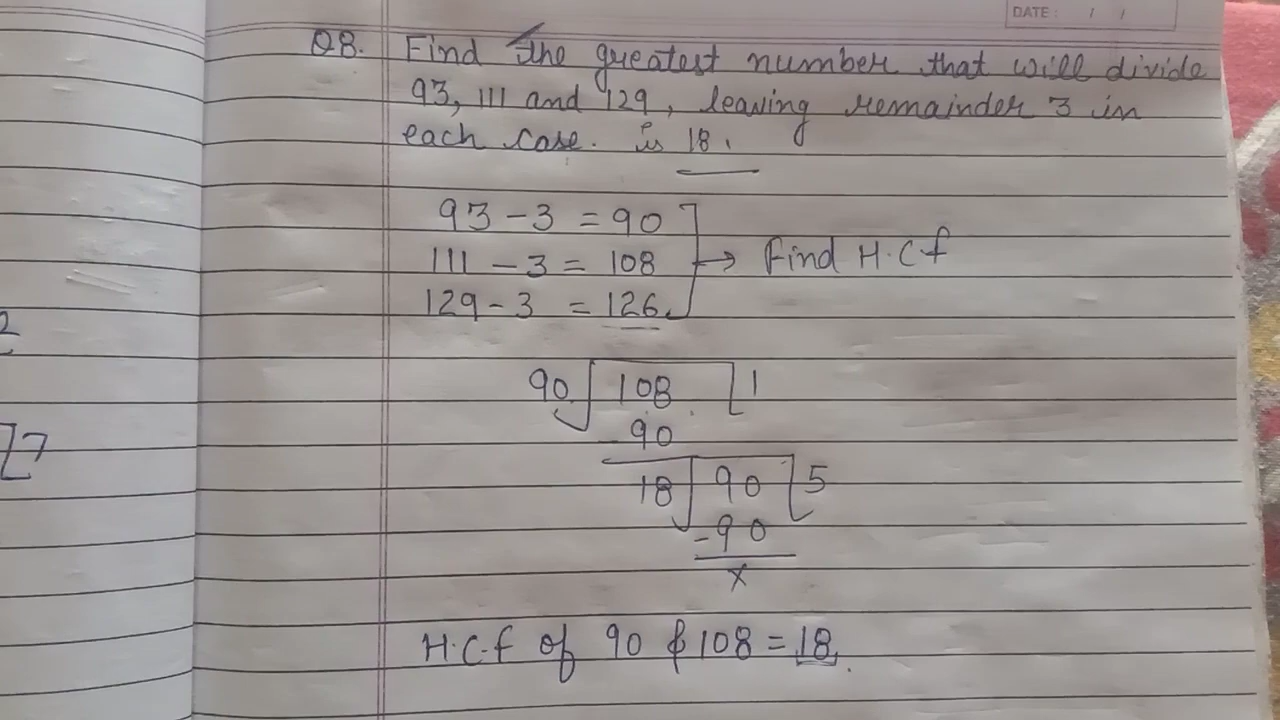 DATE : / /
Q8. Find the greatest number that will divide
93, 111 and 129, leaving remainder 3 in
each case. is 18.
93 - 3 = 90
111 - 3 = 108 → Find H.C.f
129 - 3 = 126
2
90 108 1
90
7
18 90 5
-90
x
H.C.f of 90 & 108 = 18.